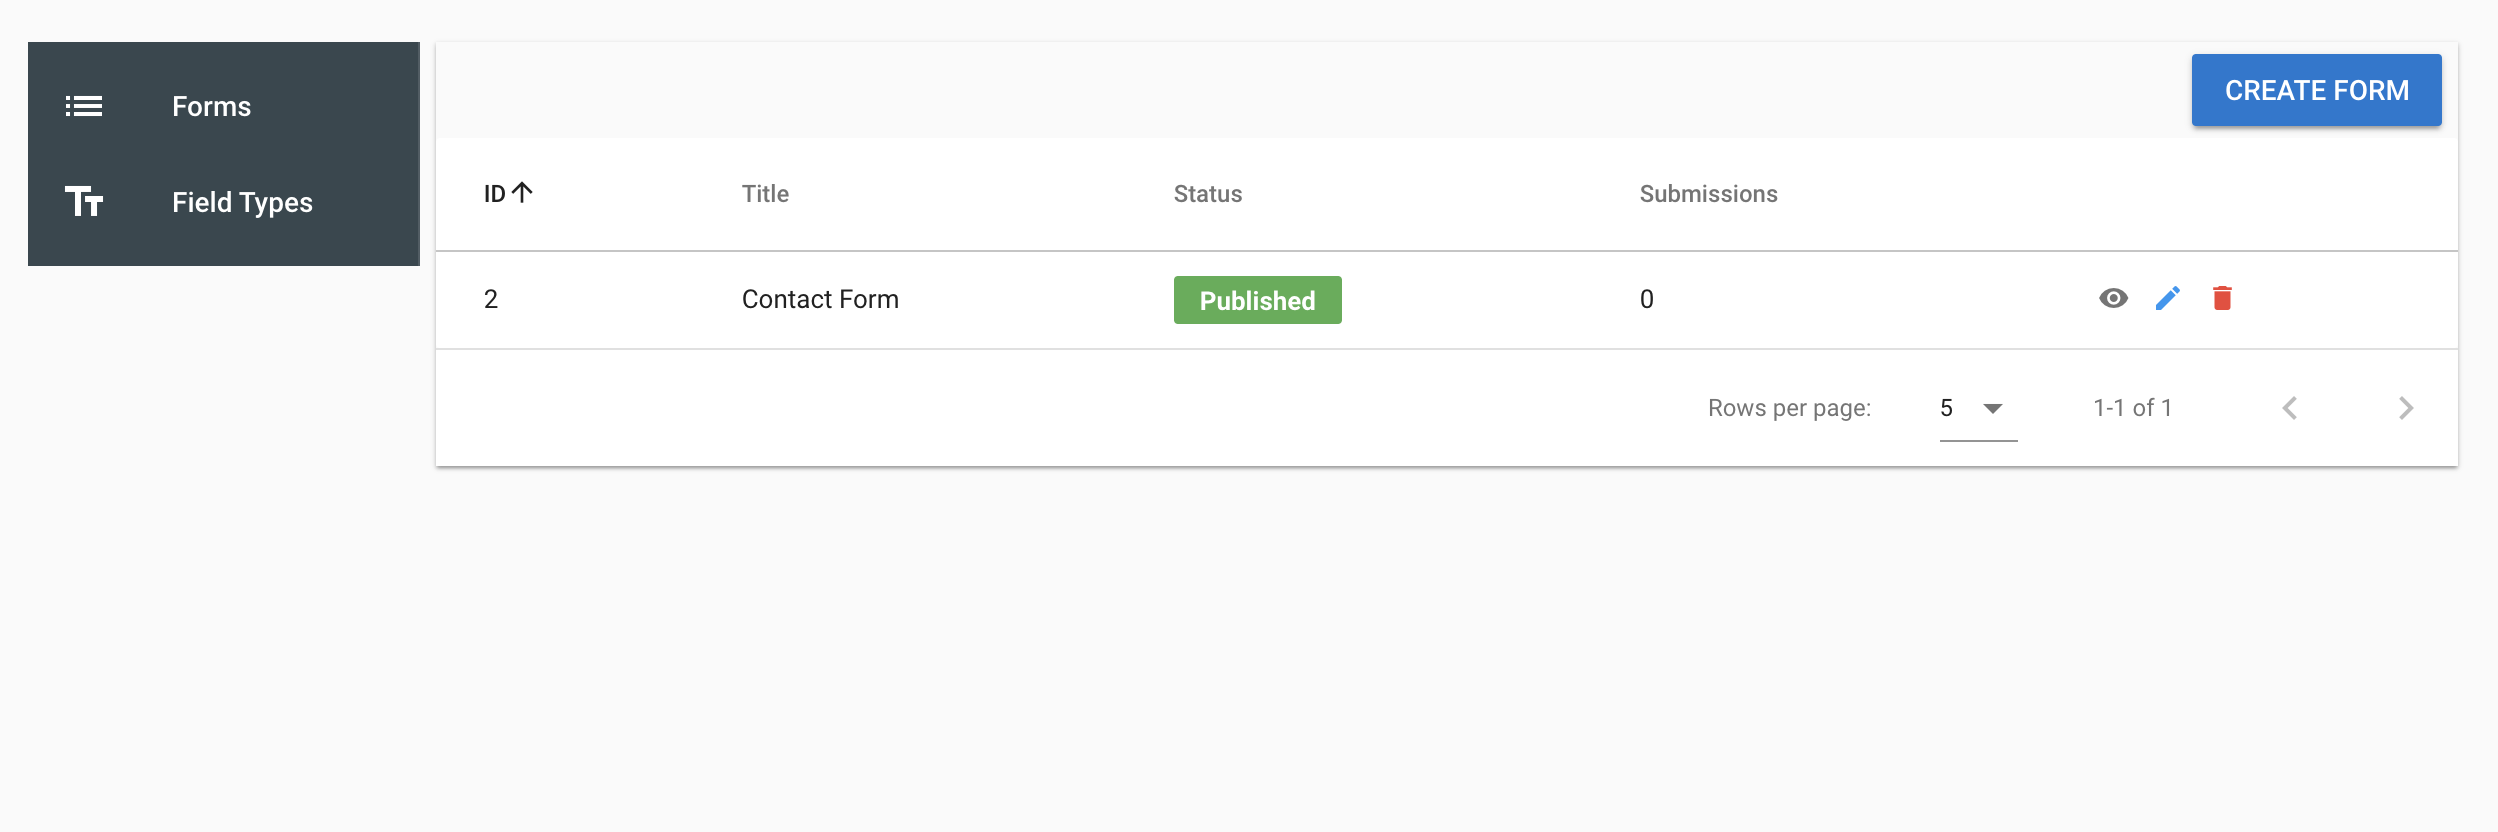 Forms
Field Types
CREATE FORM
ID Title Status Submissions
2 Contact Form Published 0
Rows per page: 5 1-1 of 1